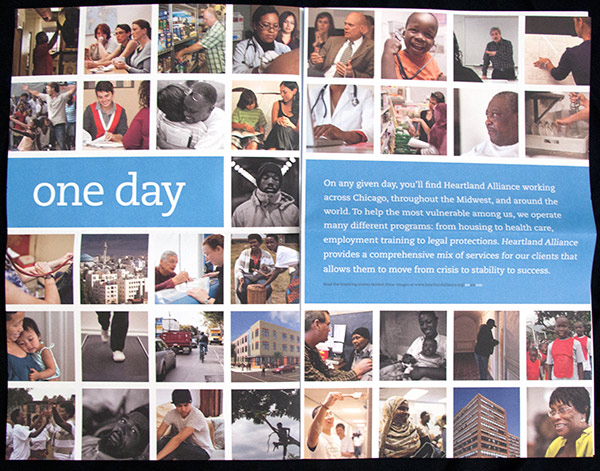 one day
On any given day, you'll find Heartland Alliance working
across Chicago, throughout the Midwest, and around the
world. To help the most vulnerable among us, we operate
many different programs: from housing to health care,
employment training to legal protections. Heartland Alliance
provides a comprehensive mix of services for our clients that
allows them to move from crisis to stability to success.